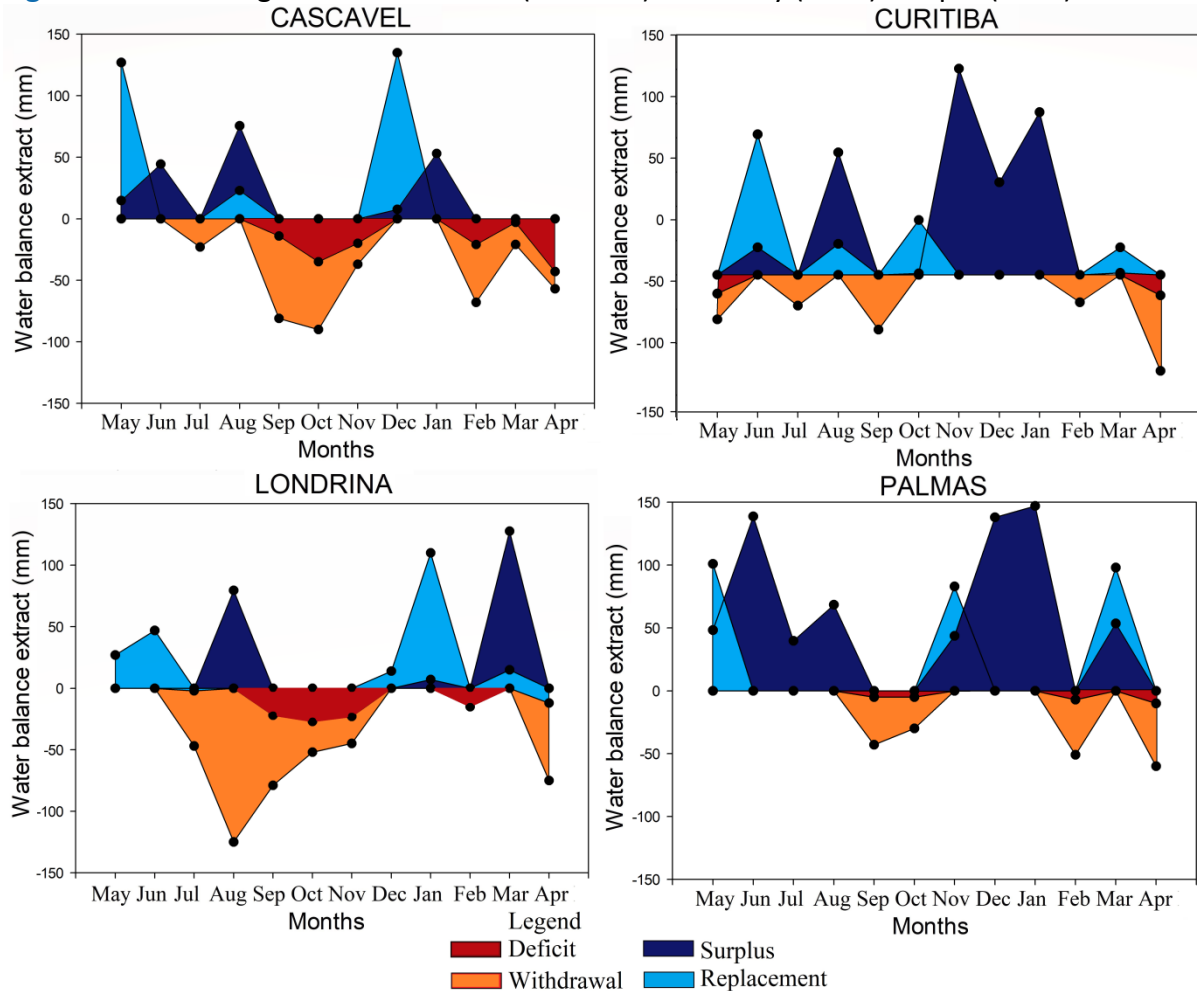 CASCAVEL
Water balance extract (mm)
150
100
50
0
-50
-100
-150
May Jun Jul Aug Sep Oct Nov Dec Jan Feb Mar Apr
Months
CURITIBA
Water balance extract (mm)
150
100
50
0
-50
-100
-150
May Jun Jul Aug Sep Oct Nov Dec Jan Feb Mar Apr
Months
LONDRINA
Water balance extract (mm)
150
100
50
0
-50
-100
-150
May Jun Jul Aug Sep Oct Nov Dec Jan Feb Mar Apr
Months
PALMAS
Water balance extract (mm)
150
100
50
0
-50
-100
-150
May Jun Jul Aug Sep Oct Nov Dec Jan Feb Mar Apr
Months
Legend
Deficit
Surplus
Withdrawal
Replacement